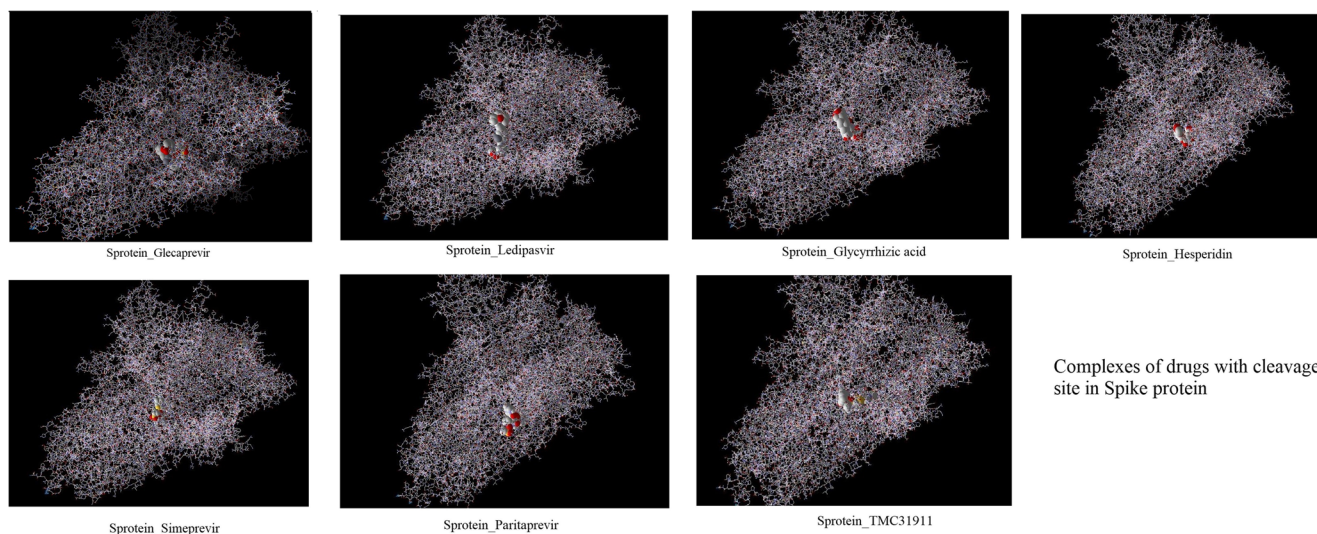 Sprotein_Glecaprevir
Sprotein_Ledipasvir
Sprotein_Glycyrrhizic acid
Sprotein_Hesperidin
Sprotein_Simeprevir
Sprotein_Paritaprevir
Sprotein_TMC31911
Complexes of drugs with cleavage
site in Spike protein